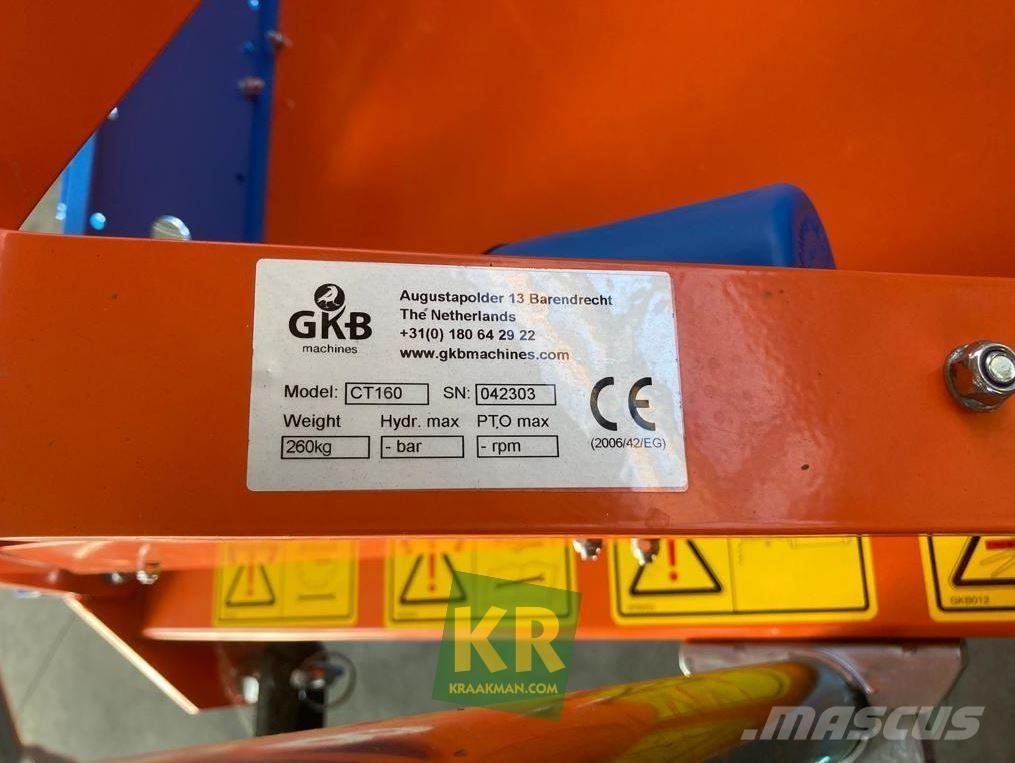 GKB
machines
Augustapolder 13 Barendrecht
The Netherlands
+31(0) 180 64 29 22
www.gkbmachines.com
Model: CT160 SN: 042303
Weight Hydr. max PTO max
260kg - bar - rpm
CE
(2006/42/EG)
GKB012
KR
KRAAKMAN.COM
MASCUS